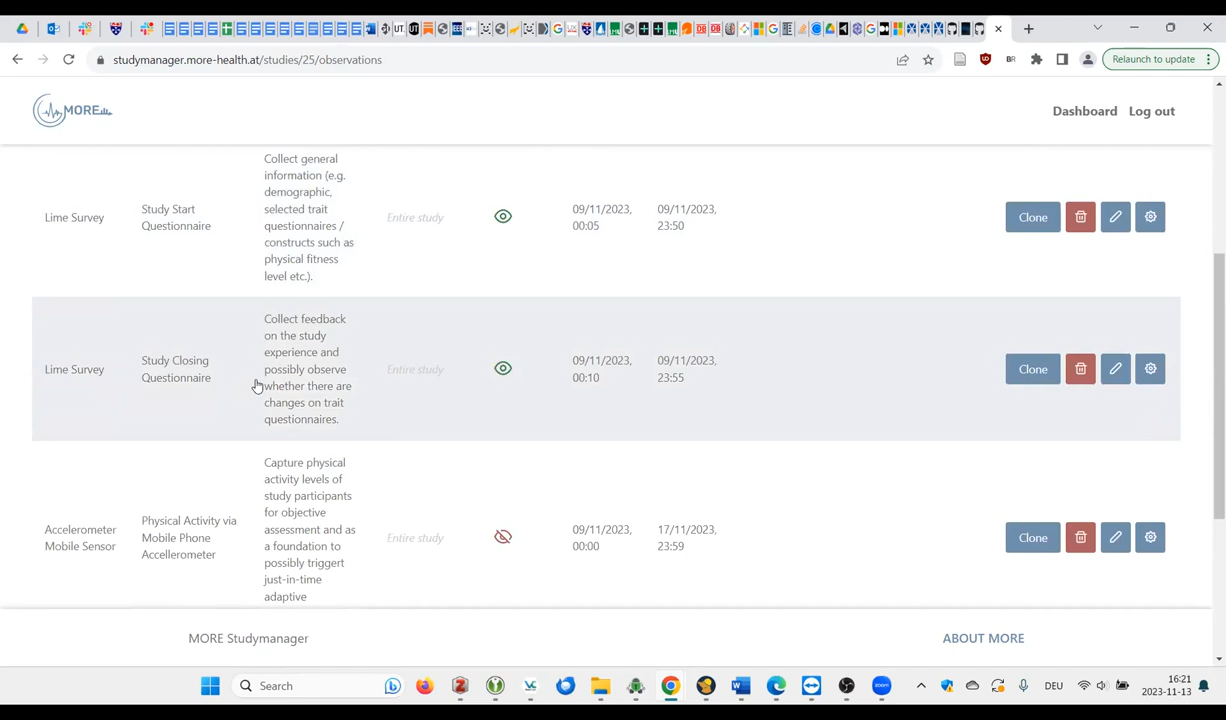 studymanager.more-health.at/studies/25/observations
Relaunch to update
MORE
Dashboard
Log out
Lime Survey
Study Start
Questionnaire
Collect general
information (e.g.
demographic,
selected trait
questionnaires /
constructs such as
physical fitness
level etc.).
Entire study
09/11/2023,
00:05
09/11/2023,
23:50
Clone
Lime Survey
Study Closing
Questionnaire
Collect feedback
on the study
experience and
possibly observe
whether there are
changes on trait
questionnaires.
Entire study
09/11/2023,
00:10
09/11/2023,
23:55
Clone
Accelerometer
Mobile Sensor
Physical Activity via
Mobile Phone
Accellerometer
Capture physical
activity levels of
study participants
for objective
assessment and as
a foundation to
possibly triggert
just-in-time
adaptive
Entire study
09/11/2023,
00:00
17/11/2023,
23:59
Clone
MORE Studymanager
ABOUT MORE
Search
zoom
DEU
16:21
2023-11-13